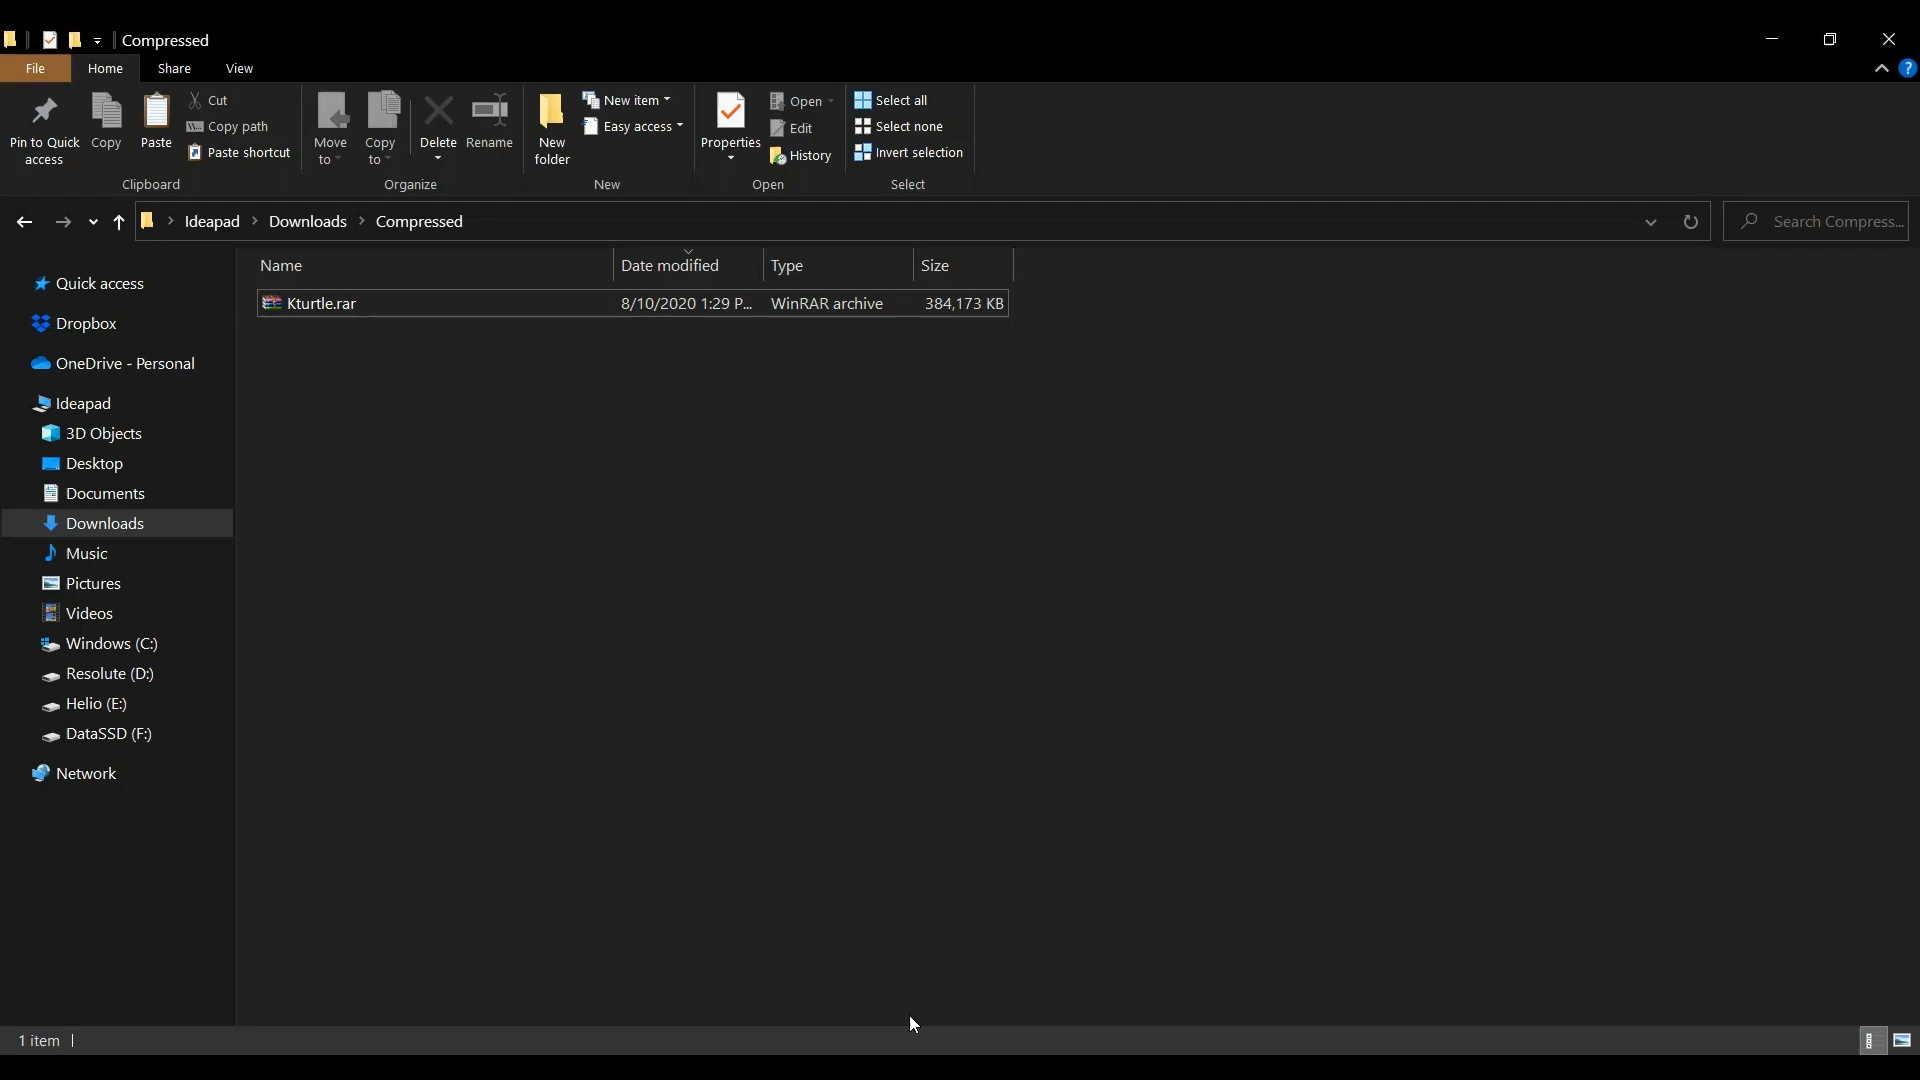 Compressed
File Home Share View
Pin to Quick access
Copy
Paste
Cut
Copy path
Paste shortcut
Clipboard
Move to
Copy to
Delete
Rename
Organize
New folder
New item
Easy access
New
Properties
Open
Edit
History
Open
Select all
Select none
Invert selection
Select
Ideapad > Downloads > Compressed
Search Compress...
Name Date modified Type Size
Kturtle.rar 8/10/2020 1:29 P... WinRAR archive 384,173 KB
Quick access
Dropbox
OneDrive - Personal
Ideapad
3D Objects
Desktop
Documents
Downloads
Music
Pictures
Videos
Windows (C:)
Resolute (D:)
Helio (E:)
DataSSD (F:)
Network
1 item